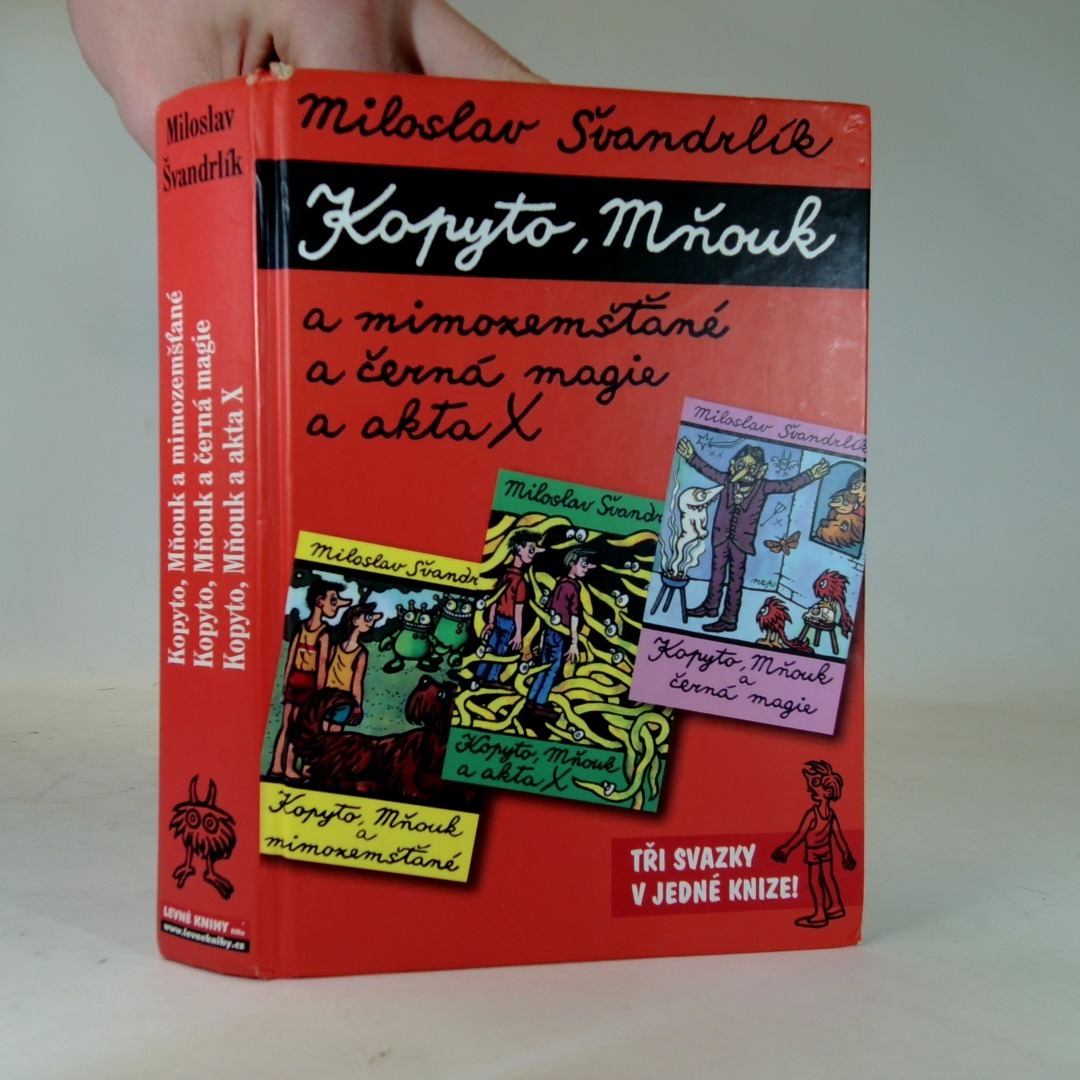 Miloslav
Švandrlík
Kopyto, Mňouk a mimozemšťané
Kopyto, Mňouk a černá magie
Kopyto, Mňouk a akta X
LEVNÉ KNIHY
www.levneknihy.cz
Miloslav Švandrlík
Kopyto, Mňouk
a mimozemšťané
a černá magie
a akta X
Miloslav Švandrlík
nepi
Kopyto, Mňouk
a
černá magie
Miloslav Švandr
Kopyto, Mňouk
a akta X
Miloslav Švandr
Kopyto, Mňouk
a
mimozemšťané
TŘI SVAZKY
V JEDNÉ KNIZE!